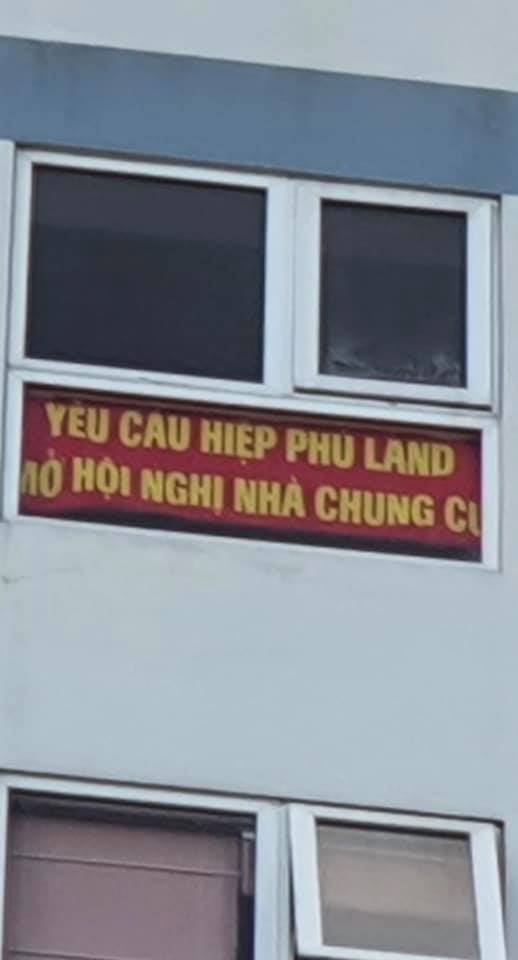 YÊU CẦU HIỆP PHÚ LAND
MỞ HỘI NGHỊ NHÀ CHUNG CƯ